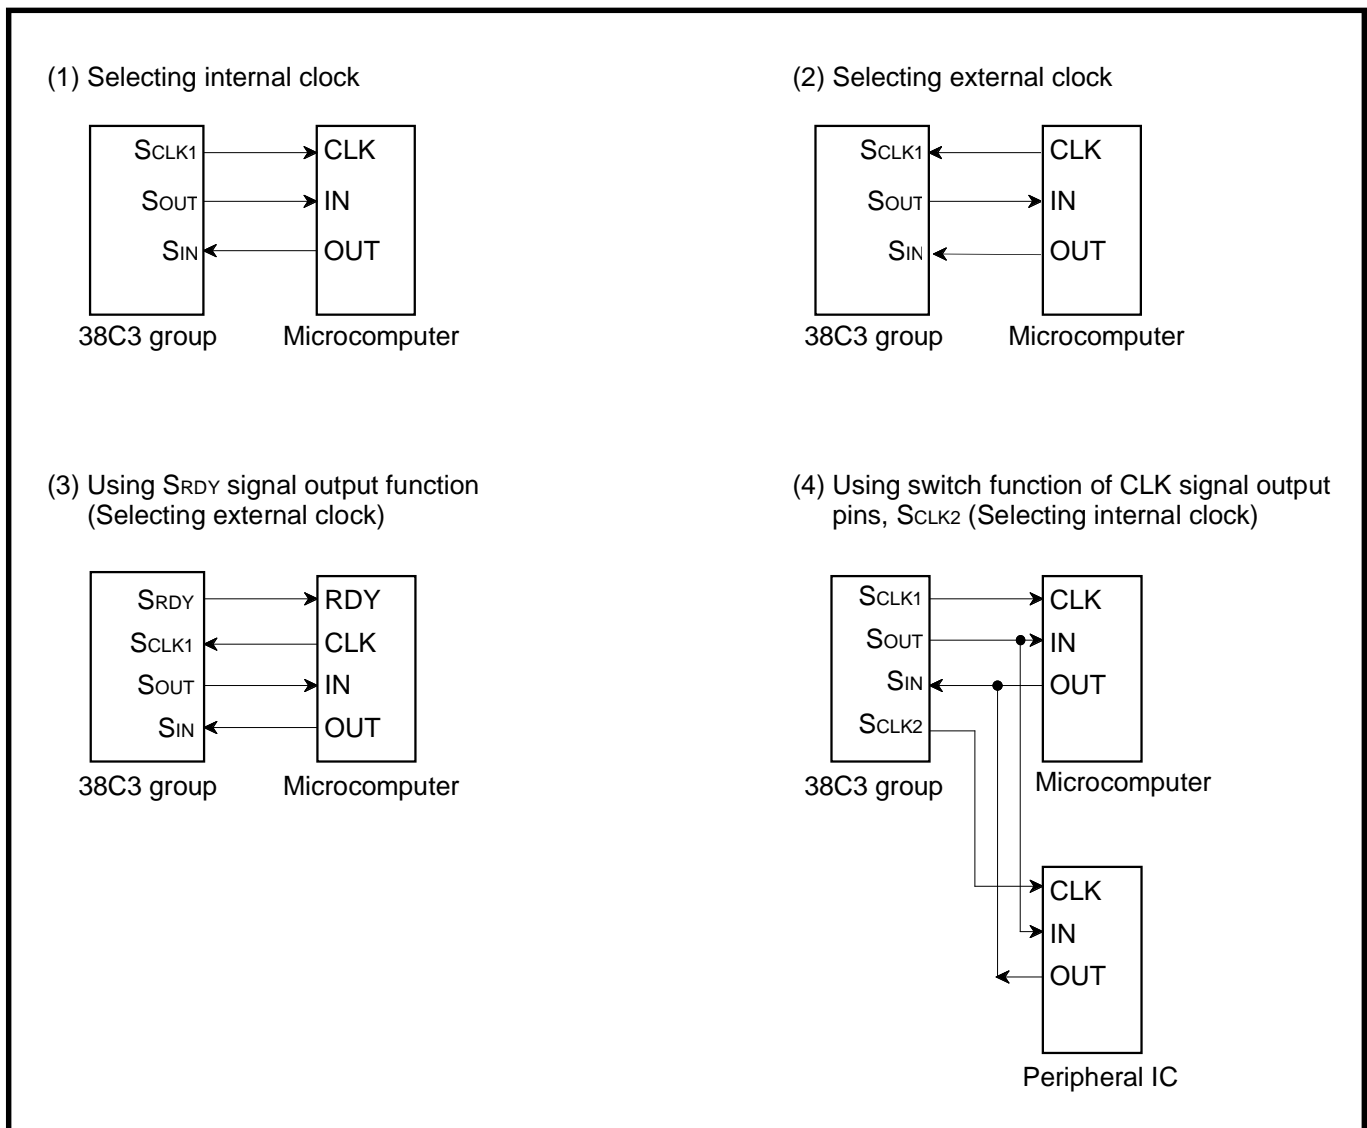 (1) Selecting internal clock
SCLK1
CLK
SOUT
IN
SIN
OUT
38C3 group
Microcomputer
(2) Selecting external clock
SCLK1
CLK
SOUT
IN
SIN
OUT
38C3 group
Microcomputer
(3) Using SRDY signal output function
(Selecting external clock)
SRDY
RDY
SCLK1
CLK
SOUT
IN
SIN
OUT
38C3 group
Microcomputer
(4) Using switch function of CLK signal output
pins, SCLK2 (Selecting internal clock)
SCLK1
CLK
SOUT
IN
SIN
OUT
SCLK2
38C3 group
Microcomputer
CLK
IN
OUT
Peripheral IC